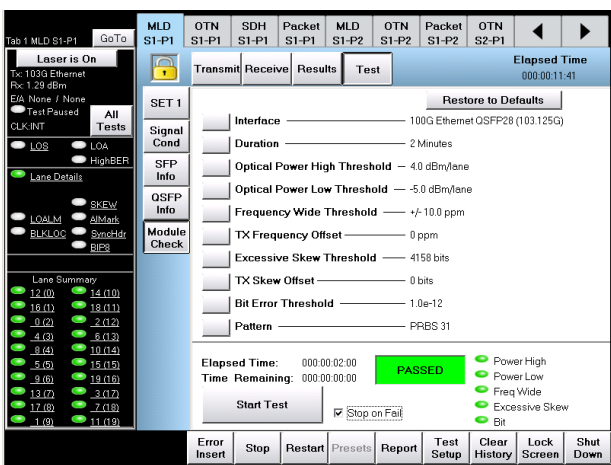 Tab 1 MLD S1-P1 GoTo
MLD S1-P1
OTN S1-P1
SDH S1-P1
Packet S1-P1
MLD S1-P2
OTN S1-P2
Packet S1-P2
OTN S2-P1
Laser is On
Tx: 103G Ethernet
Rx: 1.29 dBm
E/A None / None
Test Paused
CLK:INT
All Tests
LOS LOA
HighBER
Lane Details
SKEW
LOALM AlMark
BLKLOC SyncHdr
BIP8
Lane Summary
12 (0) 14 (10)
16 (1) 18 (11)
0 (2) 2 (12)
4 (3) 6 (13)
8 (4) 10 (14)
5 (5) 15 (15)
9 (6) 19 (16)
13 (7) 3 (17)
17 (8) 7 (18)
1 (9) 11 (19)
Transmit Receive Results Test
Elapsed Time
000:00:11:41
SET 1
Signal Cond
SFP Info
QSFP Info
Module Check
Restore to Defaults
Interface 100G Ethernet QSFP28 (103.125G)
Duration 2 Minutes
Optical Power High Threshold 4.0 dBm/lane
Optical Power Low Threshold -5.0 dBm/lane
Frequency Wide Threshold +/- 10.0 ppm
TX Frequency Offset 0 ppm
Excessive Skew Threshold 4158 bits
TX Skew Offset 0 bits
Bit Error Threshold 1.0e-12
Pattern PRBS 31
Elapsed Time: 000:00:02:00
Time Remaining: 000:00:00:00
PASSED
Start Test
Stop on Fail
Power High
Power Low
Freq Wide
Excessive Skew
Bit
Error Insert
Stop
Restart
Presets
Report
Test Setup
Clear History
Lock Screen
Shut Down